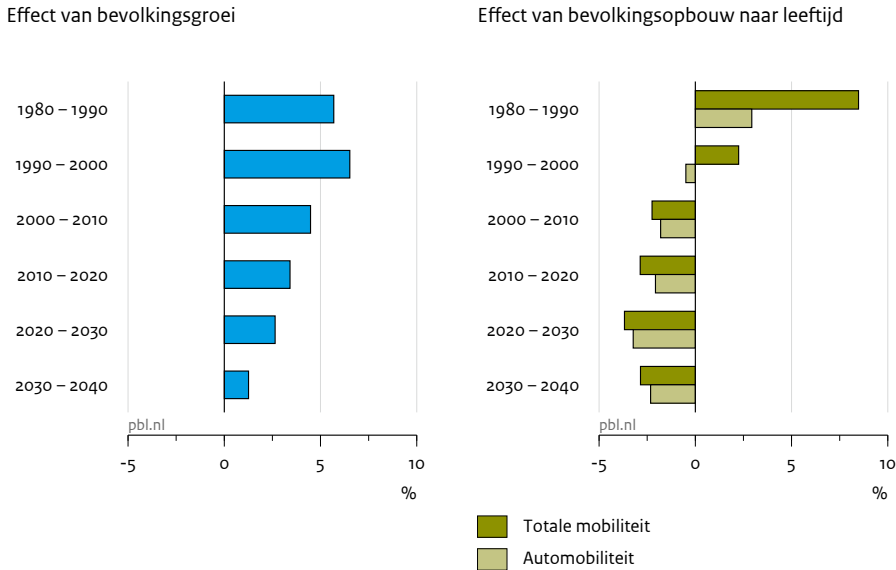 Effect van bevolkingsgroei
1980 – 1990
1990 – 2000
2000 – 2010
2010 – 2020
2020 – 2030
2030 – 2040
pbl.nl
-5 0 5 10
%
Effect van bevolkingsopbouw naar leeftijd
1980 – 1990
1990 – 2000
2000 – 2010
2010 – 2020
2020 – 2030
2030 – 2040
pbl.nl
-5 0 5 10
%
Totale mobiliteit
Automobiliteit